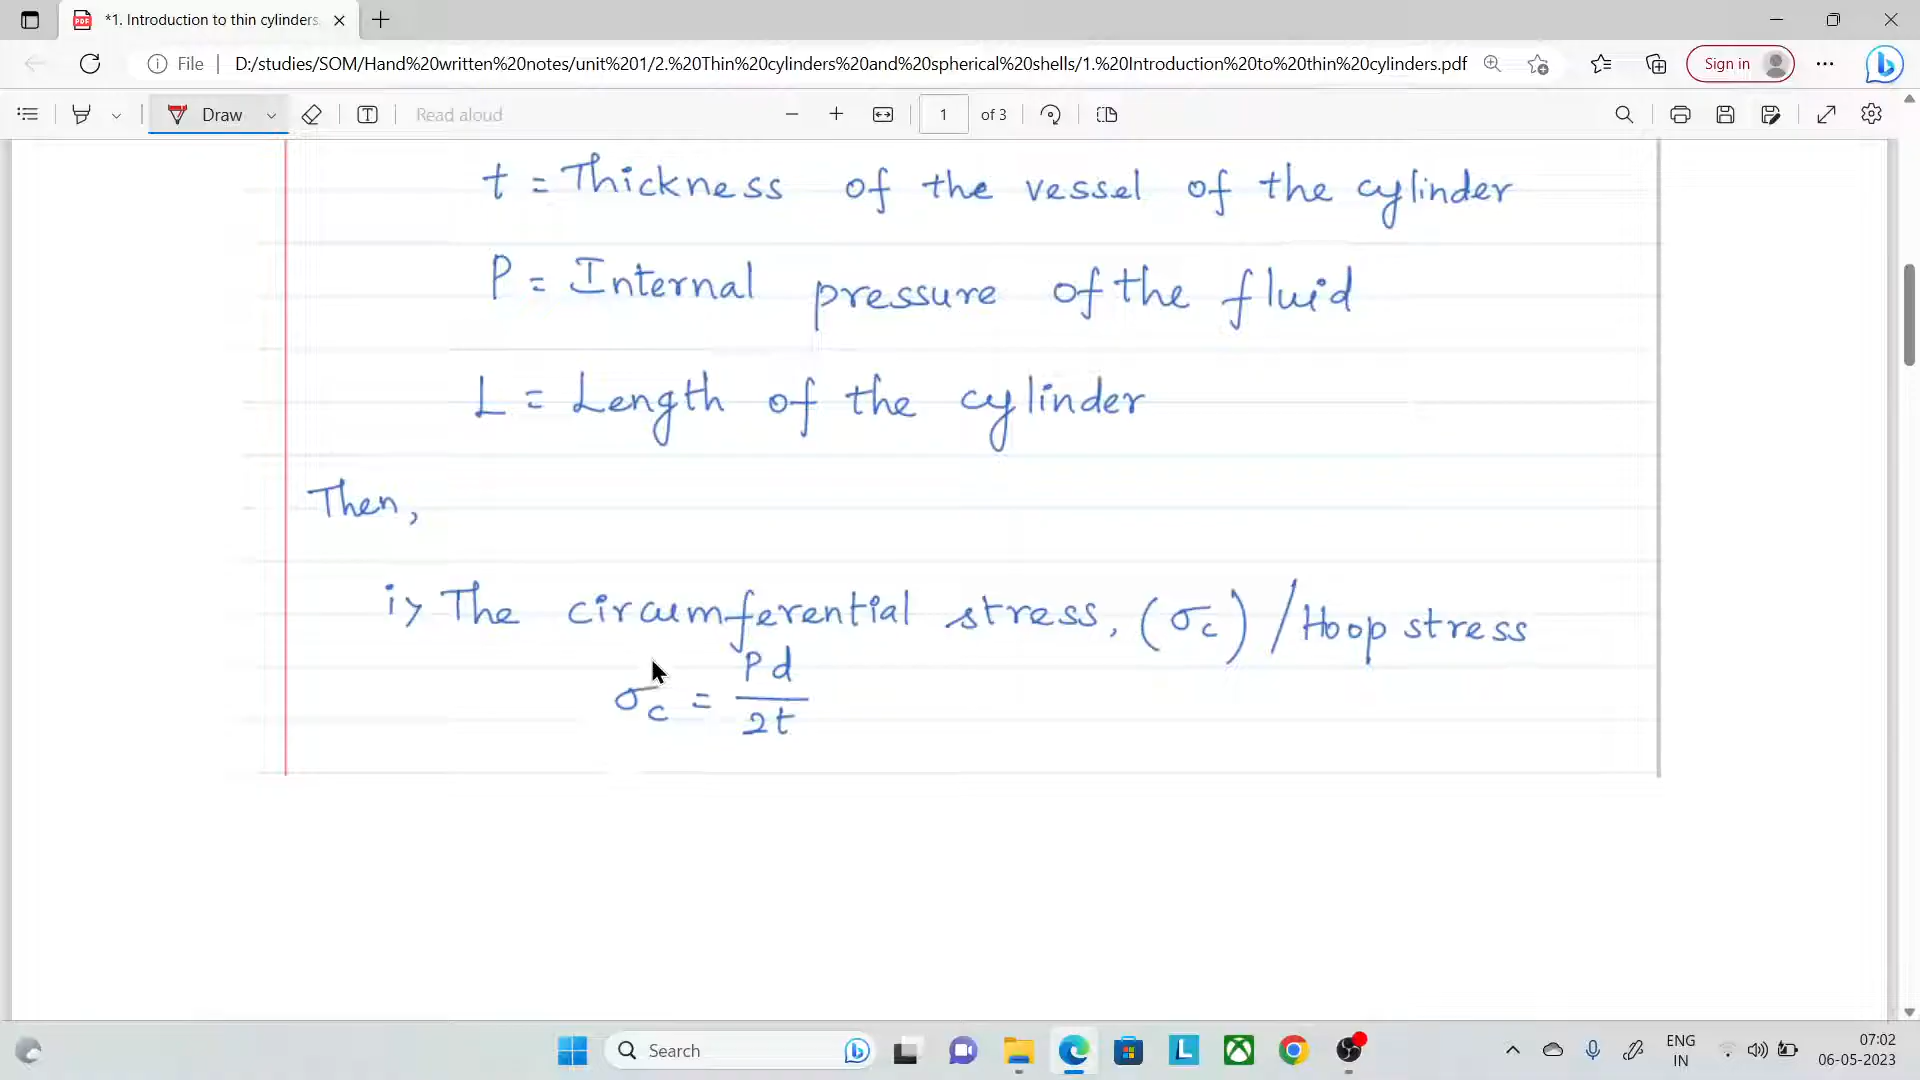 *1. Introduction to thin cylinders
File
D:/studies/SOM/Hand%20written%20notes/unit%201/2.%20Thin%20cylinders%20and%20spherical%20shells/1.%20Introduction%20to%20thin%20cylinders.pdf
Sign in
Draw
Read aloud
1 of 3
t = Thickness of the vessel of the cylinder
P = Internal pressure of the fluid
L = Length of the cylinder
Then,
i> The circumferential stress, (σc) / Hoop stress
σc = Pd/2t
Search
ENG
IN
07:02
06-05-2023